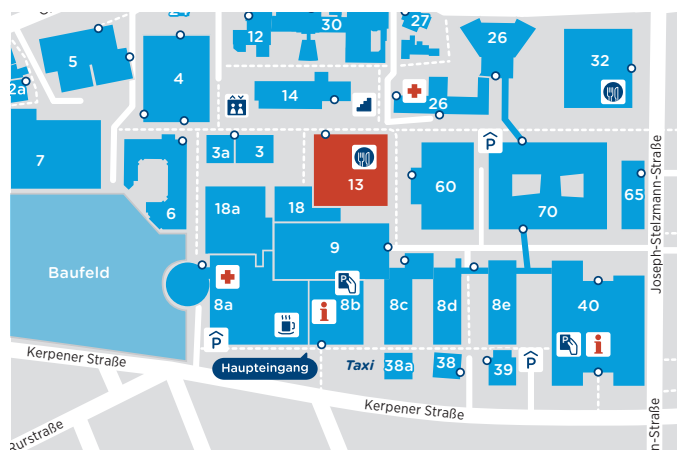 24
30
27
12
26
5
4
32
2a
14
26
7
3a
3
13
60
65
6
18a
18
70
Joseph-Stelzmann-Straße
9
Baufeld
8a
8b
8c
8d
8e
40
P
P
P
P
P
i
i
Kerpener Straße
Haupteingang
Taxi
38a
38
39
Kerpener Straße
Rurstraße
n-Straße